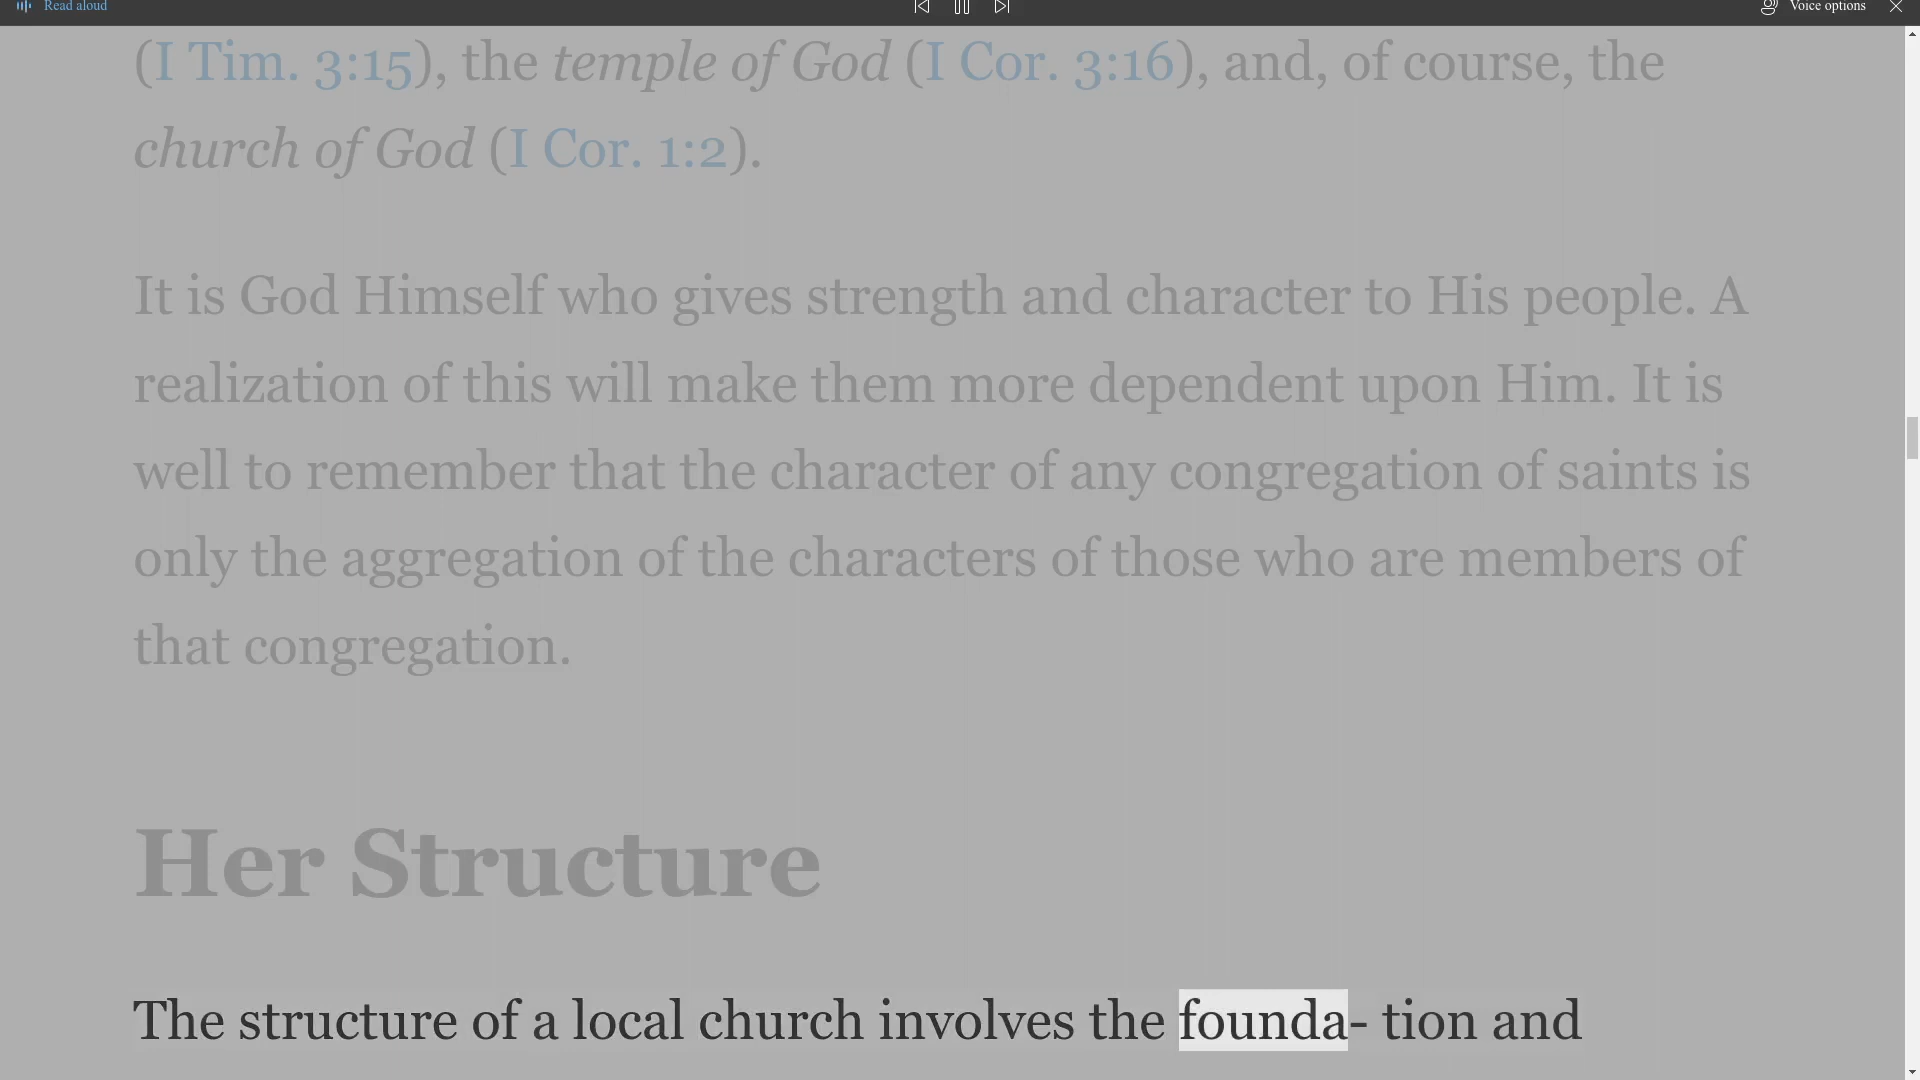 Read aloud
Voice options
(I Tim. 3:15), the temple of God (I Cor. 3:16), and, of course, the
church of God (I Cor. 1:2).
It is God Himself who gives strength and character to His people. A
realization of this will make them more dependent upon Him. It is
well to remember that the character of any congregation of saints is
only the aggregation of the characters of those who are members of
that congregation.
Her Structure
The structure of a local church involves the founda- tion and